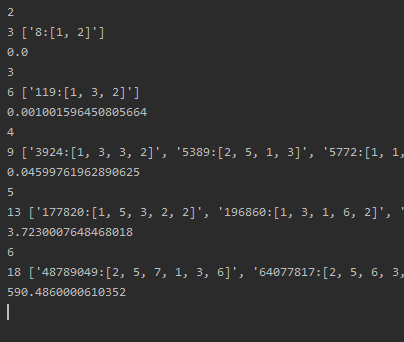 2
3 ['8:[1, 2]']
0.0
3
6 ['119:[1, 3, 2]']
0.001001596450805664
4
9 ['3924:[1, 3, 3, 2]', '5389:[2, 5, 1, 3]', '5772:[1, 1,
0.04599761962890625
5
13 ['177820:[1, 5, 3, 2, 2]', '196860:[1, 3, 1, 6, 2]', '
3.7230007648468018
6
18 ['48789049:[2, 5, 7, 1, 3, 6]', '64077817:[2, 5, 6, 3,
590.4860000610352